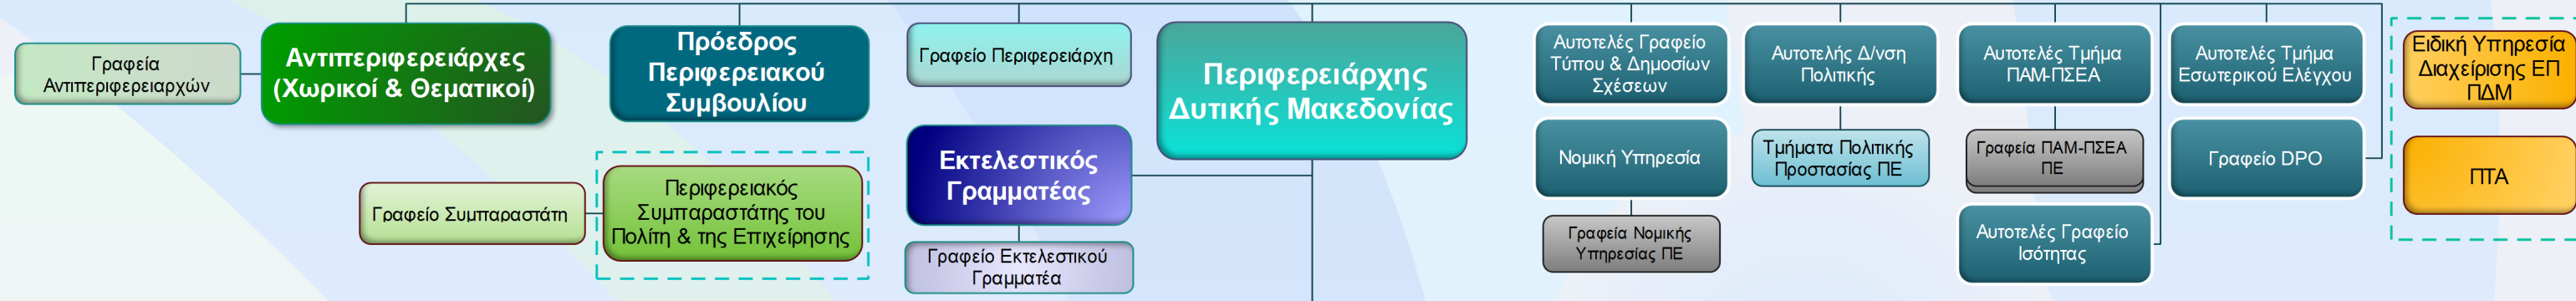 Γραφεία
Αντιπεριφερειαρχών
Αντιπεριφερειάρχες
(Χωρικοί & Θεματικοί)
Πρόεδρος
Περιφερειακού
Συμβουλίου
Γραφείο Συμπαραστάτη
Περιφερειακός
Συμπαραστάτης του
Πολίτη & της Επιχείρησης
Γραφείο Περιφερειάρχη
Εκτελεστικός
Γραμματέας
Γραφείο Εκτελεστικού
Γραμματέα
Περιφερειάρχης
Δυτικής Μακεδονίας
Αυτοτελές Γραφείο
Τύπου & Δημοσίων
Σχέσεων
Νομική Υπηρεσία
Γραφεία Νομικής
Υπηρεσίας ΠΕ
Αυτοτελής Δ/νση
Πολιτικής
Τμήματα Πολιτικής
Προστασίας ΠΕ
Αυτοτελές Τμήμα
ΠΑΜ-ΠΣΕΑ
Γραφεία ΠΑΜ-ΠΣΕΑ
ΠΕ
Αυτοτελές Γραφείο
Ισότητας
Αυτοτελές Τμήμα
Εσωτερικού Ελέγχου
Γραφείο DPO
Ειδική Υπηρεσία
Διαχείρισης ΕΠ
ΠΔΜ
ΠΤΑ